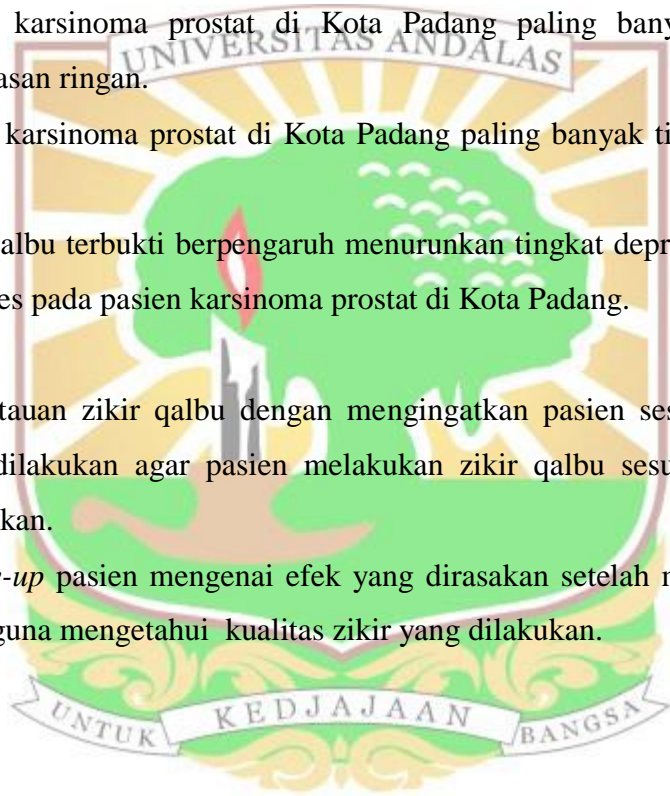 UNIVERSITAS ANDALAS
karsinoma prostat di Kota Padang paling bany
asan ringan.
karsinoma prostat di Kota Padang paling banyak ti
albu terbukti berpengaruh menurunkan tingkat depr
es pada pasien karsinoma prostat di Kota Padang.
tauan zikir qalbu dengan mengingatkan pasien ses
dilakukan agar pasien melakukan zikir qalbu sesu
kan.
-up pasien mengenai efek yang dirasakan setelah m
guna mengetahui kualitas zikir yang dilakukan.
UNTUK KEDJAJAAN BANGSA